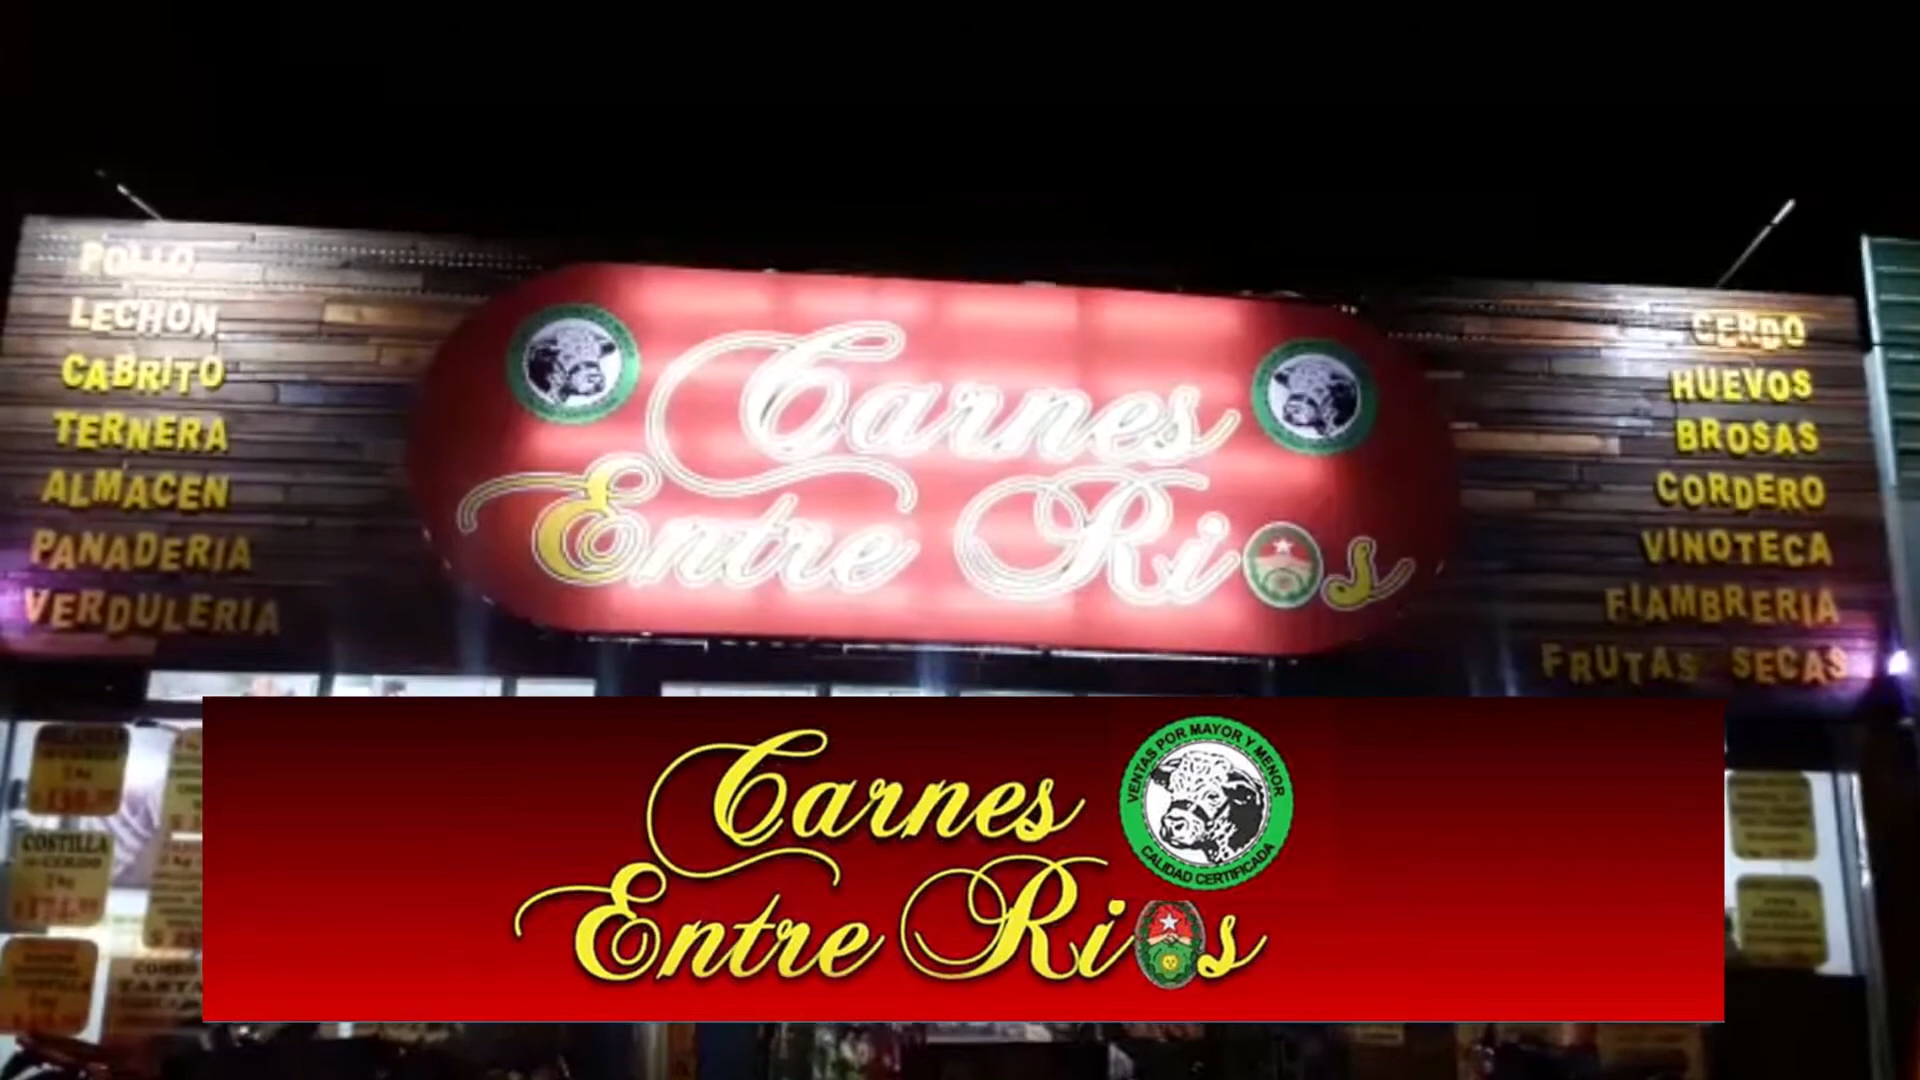 POLLO
LECHON
CABRITO
TERNERA
ALMACEN
PANADERIA
VERDULERIA
Carnes
Entre Rios
CERDO
HUEVOS
BROSAS
CORDERO
VINOTECA
FIAMBRERIA
FRUTAS SECAS
COSTILLA
CERDO
COMBO
Carnes
Entre Rios
VENTAS POR MAYOR Y MENOR
CALIDAD CERTIFICADA